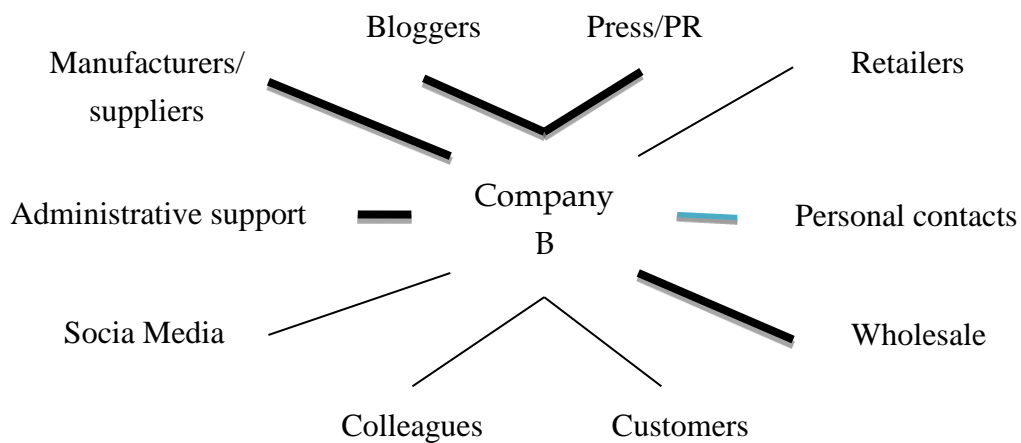 Bloggers
Press/PR
Manufacturers/
suppliers
Retailers
Administrative support
Company
B
Personal contacts
Socia Media
Wholesale
Colleagues
Customers